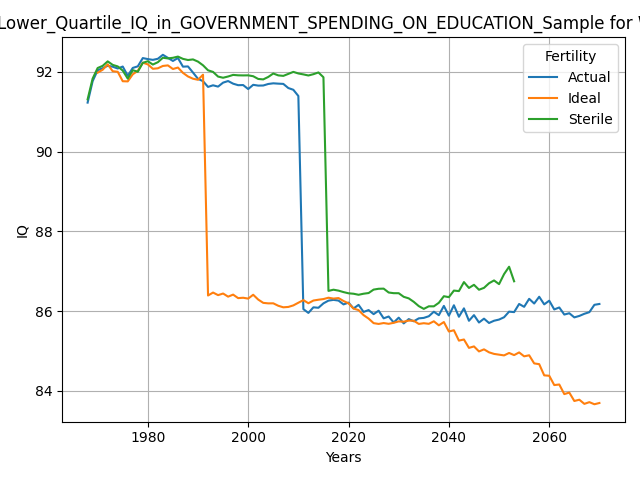 Lower_Quartile_IQ_in_GOVERNMENT_SPENDING_ON_EDUCATION_Sample for
Fertility
Actual
Ideal
Sterile
92
90
88
86
84
IQ
1980
2000
2020
2040
2060
Years